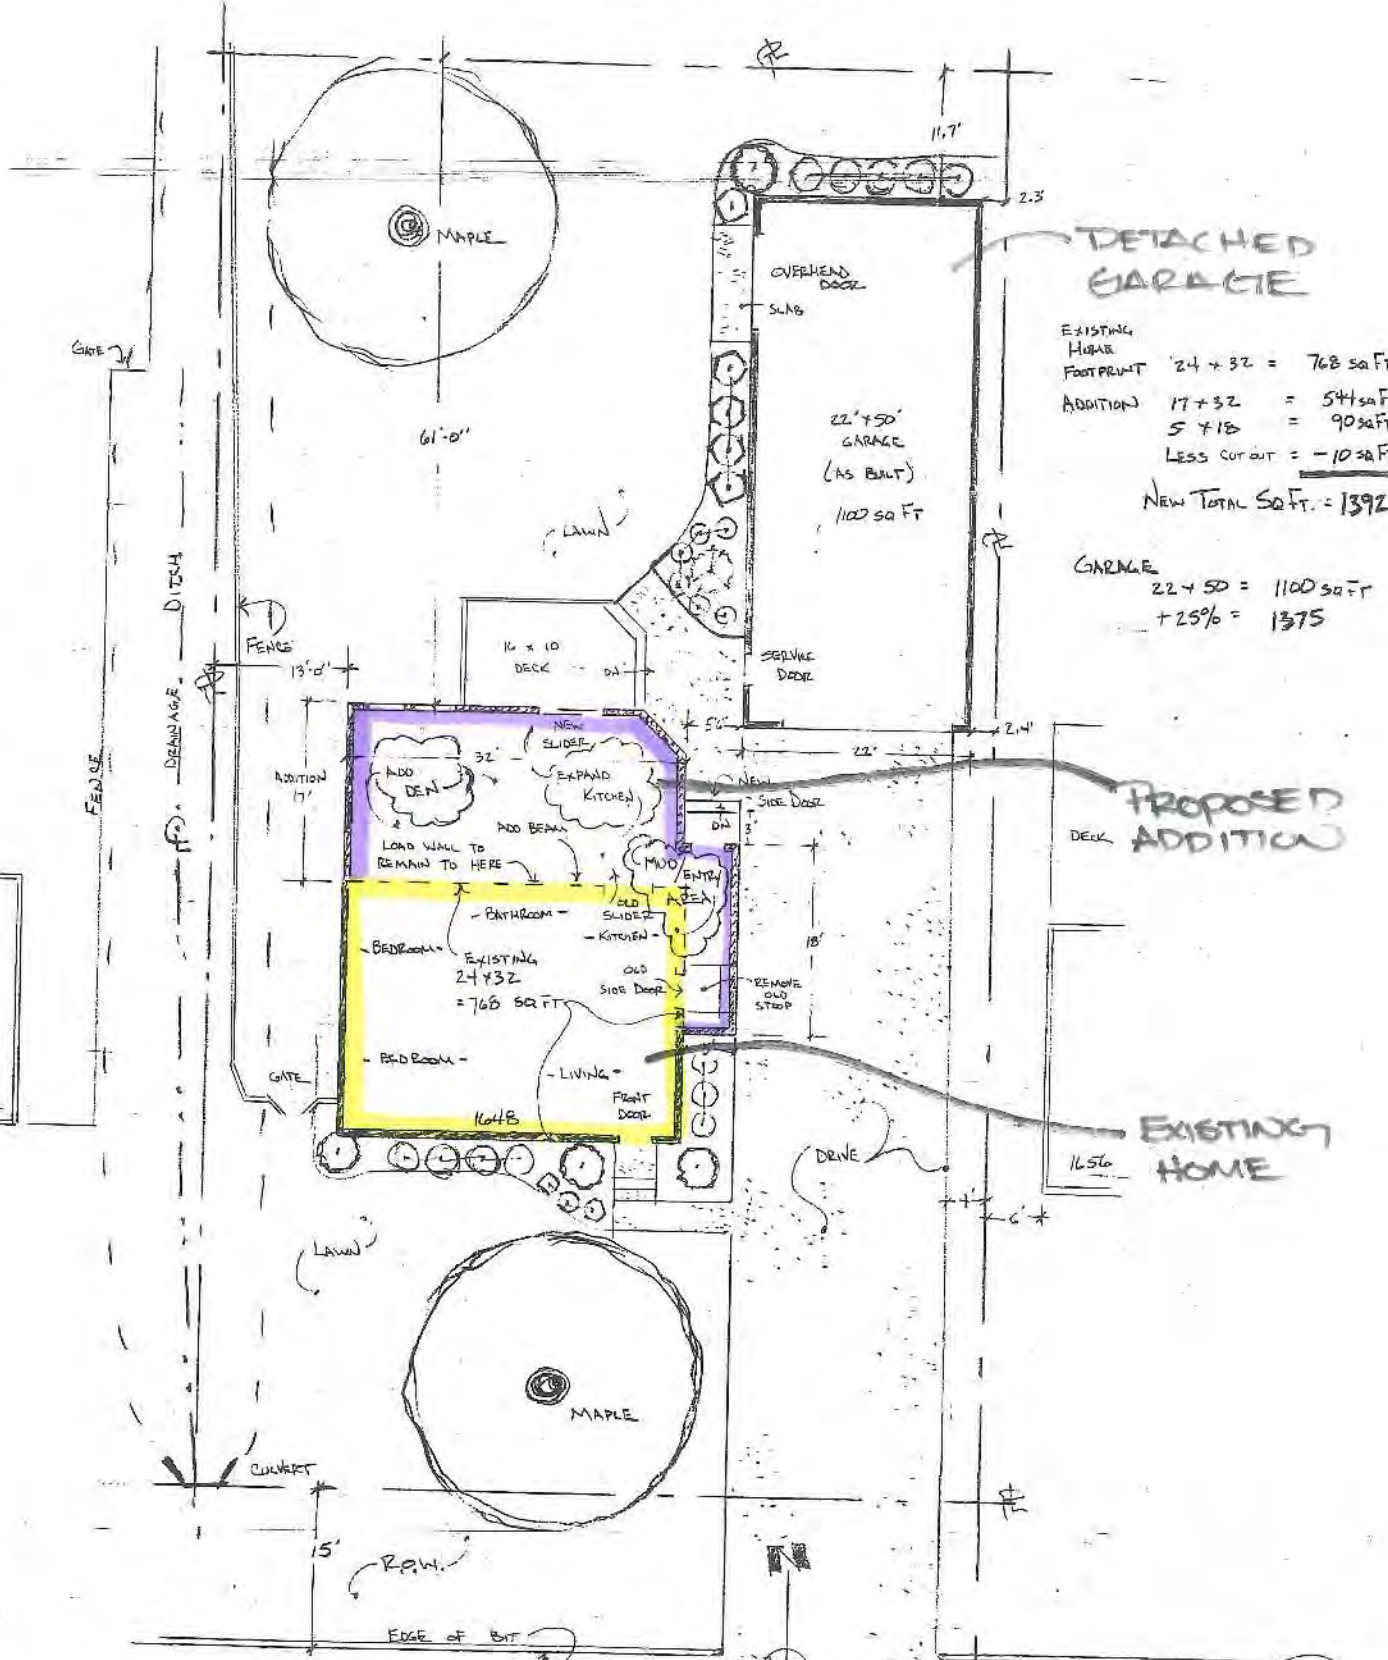 11.7'
2.3'
MAPLE
DETACHED
GARAGE
OVERHEAD
DOOR
SLAB
GATE
EXISTING
HOME
FOOTPRINT 24 x 32 = 768 SQ FT
ADDITION 17 x 32 = 544 SQ F
5 x 18 = 90 SQ F
LESS CUT OUT = -10 SQ F
NEW TOTAL SQ FT. = 1392
22' x 50'
GARAGE
(AS BUILT)
1100 SQ FT
61'-0"
LAWN
GARAGE
22 x 50 = 1100 SQ FT
+25% = 1375
DRAINAGE DITCH
FENCE
FENCE
13'-0"
16 x 10
DECK
DN
SERVICE
DOOR
5'6"
2.4'
22'
NEW
SLIDER
32'
ADD
DEN
EXPAND
KITCHEN
ADDITION
17'
NEW
SIDE DOOR
DN
3'
PROPOSED
ADDITION
DECK
ADD BEAM
LOAD WALL TO
REMAIN TO HERE
MUD/
ENTRY
AREA
- BATHROOM -
OLD
SLIDER
- KITCHEN -
- BEDROOM -
EXISTING
24 x 32
= 768 SQ FT
OLD
SIDE DOOR
18'
REMOVE
OLD
STOOP
- BEDROOM -
- LIVING -
FRONT
DOOR
1648
GATE
DRIVE
EXISTING
HOME
1656
4'
6'
LAWN
MAPLE
CULVERT
15'
R.O.W.
N
EDGE OF BIT